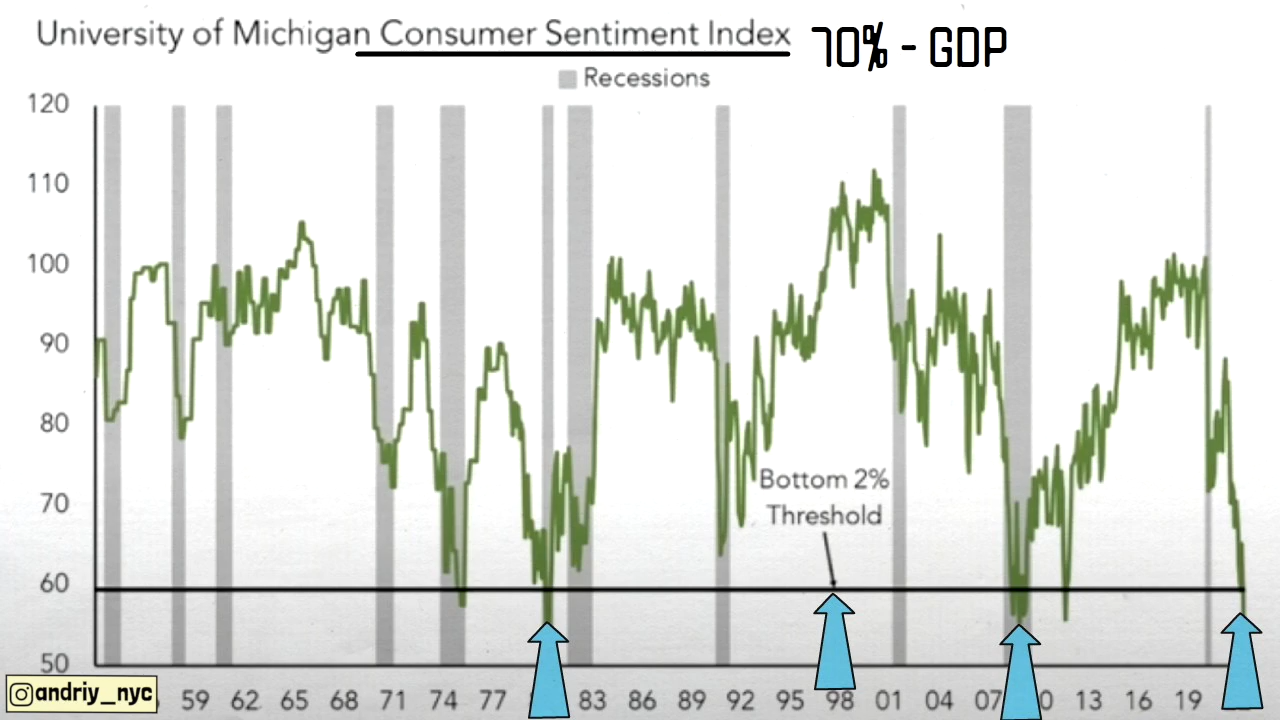 University of Michigan Consumer Sentiment Index 70% - GDP
Recessions
120
110
100
90
80
70
60
50
Bottom 2%
Threshold
59 62 65 68 71 74 77 83 86 89 92 95 98 01 04 07 13 16 19
andriy_nyc